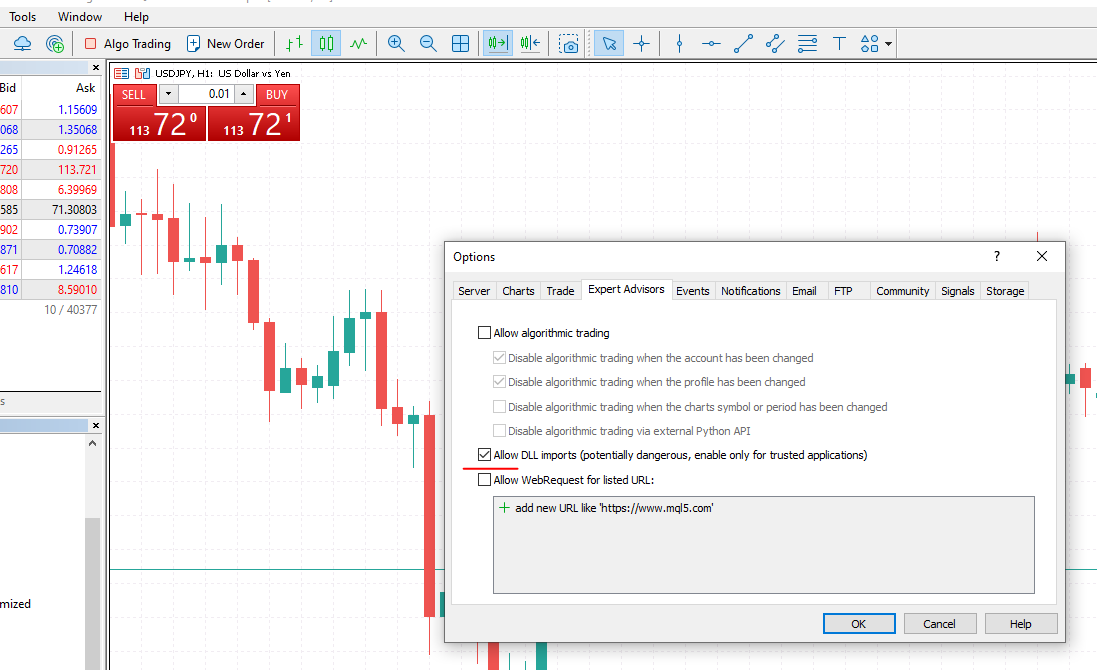 Tools Window Help
Algo Trading New Order
Bid Ask
USDJPY, H1: US Dollar vs Yen
SELL 0.01 BUY
113 72 0 113 72 1
607 1.15609
068 1.35068
265 0.91265
720 113.721
808 6.39969
585 71.30803
902 0.73907
871 0.70882
617 1.24618
810 8.59010
10 / 40377
s
mized
Options
?
Server Charts Trade Expert Advisors Events Notifications Email FTP Community Signals Storage
Allow algorithmic trading
Disable algorithmic trading when the account has been changed
Disable algorithmic trading when the profile has been changed
Disable algorithmic trading when the charts symbol or period has been changed
Disable algorithmic trading via external Python API
Allow DLL imports (potentially dangerous, enable only for trusted applications)
Allow WebRequest for listed URL:
add new URL like 'https://www.mql5.com'
OK Cancel Help